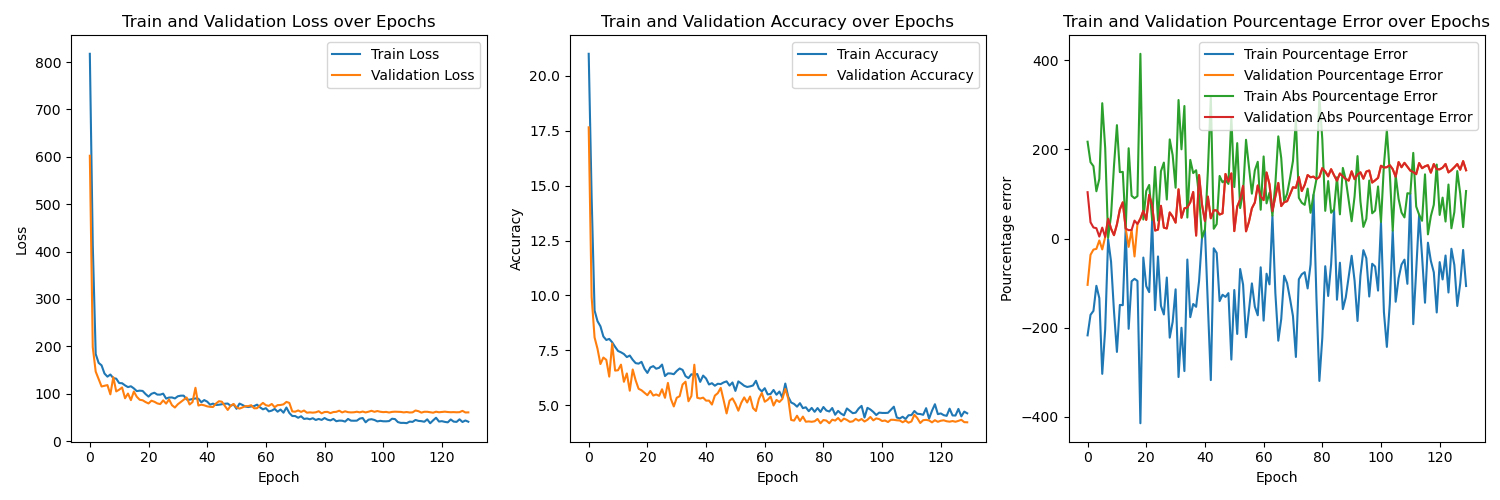 Train and Validation Loss over Epochs
Train Loss
Validation Loss
800
700
600
500
400
300
200
100
0
Loss
0 20 40 60 80 100 120
Epoch
Train and Validation Accuracy over Epochs
Train Accuracy
Validation Accuracy
20.0
17.5
15.0
12.5
10.0
7.5
5.0
Accuracy
0 20 40 60 80 100 120
Epoch
Train and Validation Pourcentage Error over Epochs
Train Pourcentage Error
Validation Pourcentage Error
Train Abs Pourcentage Error
Validation Abs Pourcentage Error
400
200
0
−200
−400
Pourcentage error
0 20 40 60 80 100 120
Epoch